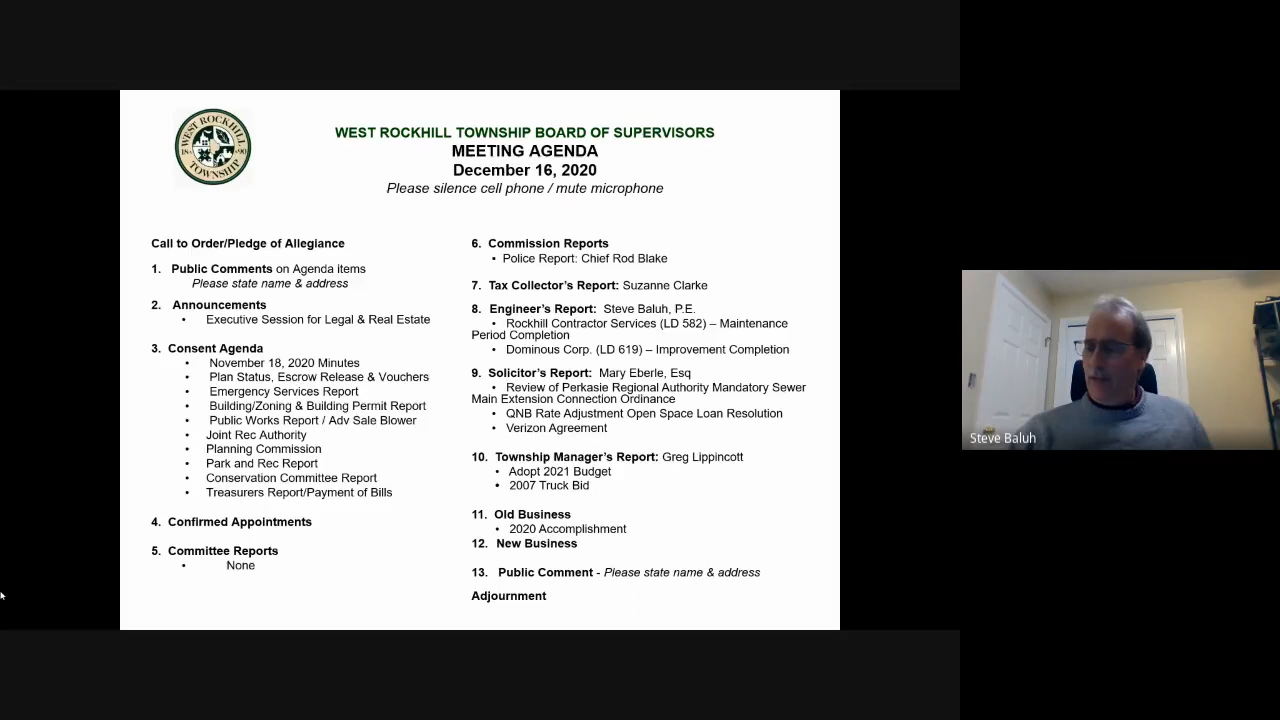 WEST ROCKHILL
18 90
TOWNSHIP
WEST ROCKHILL TOWNSHIP BOARD OF SUPERVISORS
MEETING AGENDA
December 16, 2020
Please silence cell phone / mute microphone
Call to Order/Pledge of Allegiance
1. Public Comments on Agenda items
Please state name & address
2. Announcements
• Executive Session for Legal & Real Estate
3. Consent Agenda
• November 18, 2020 Minutes
• Plan Status, Escrow Release & Vouchers
• Emergency Services Report
• Building/Zoning & Building Permit Report
• Public Works Report / Adv Sale Blower
• Joint Rec Authority
• Planning Commission
• Park and Rec Report
• Conservation Committee Report
• Treasurers Report/Payment of Bills
4. Confirmed Appointments
5. Committee Reports
• None
6. Commission Reports
• Police Report: Chief Rod Blake
7. Tax Collector's Report: Suzanne Clarke
8. Engineer's Report: Steve Baluh, P.E.
• Rockhill Contractor Services (LD 582) – Maintenance
Period Completion
• Dominous Corp. (LD 619) – Improvement Completion
9. Solicitor's Report: Mary Eberle, Esq
• Review of Perkasie Regional Authority Mandatory Sewer
Main Extension Connection Ordinance
• QNB Rate Adjustment Open Space Loan Resolution
• Verizon Agreement
10. Township Manager's Report: Greg Lippincott
• Adopt 2021 Budget
• 2007 Truck Bid
11. Old Business
• 2020 Accomplishment
12. New Business
13. Public Comment - Please state name & address
Adjournment
Steve Baluh